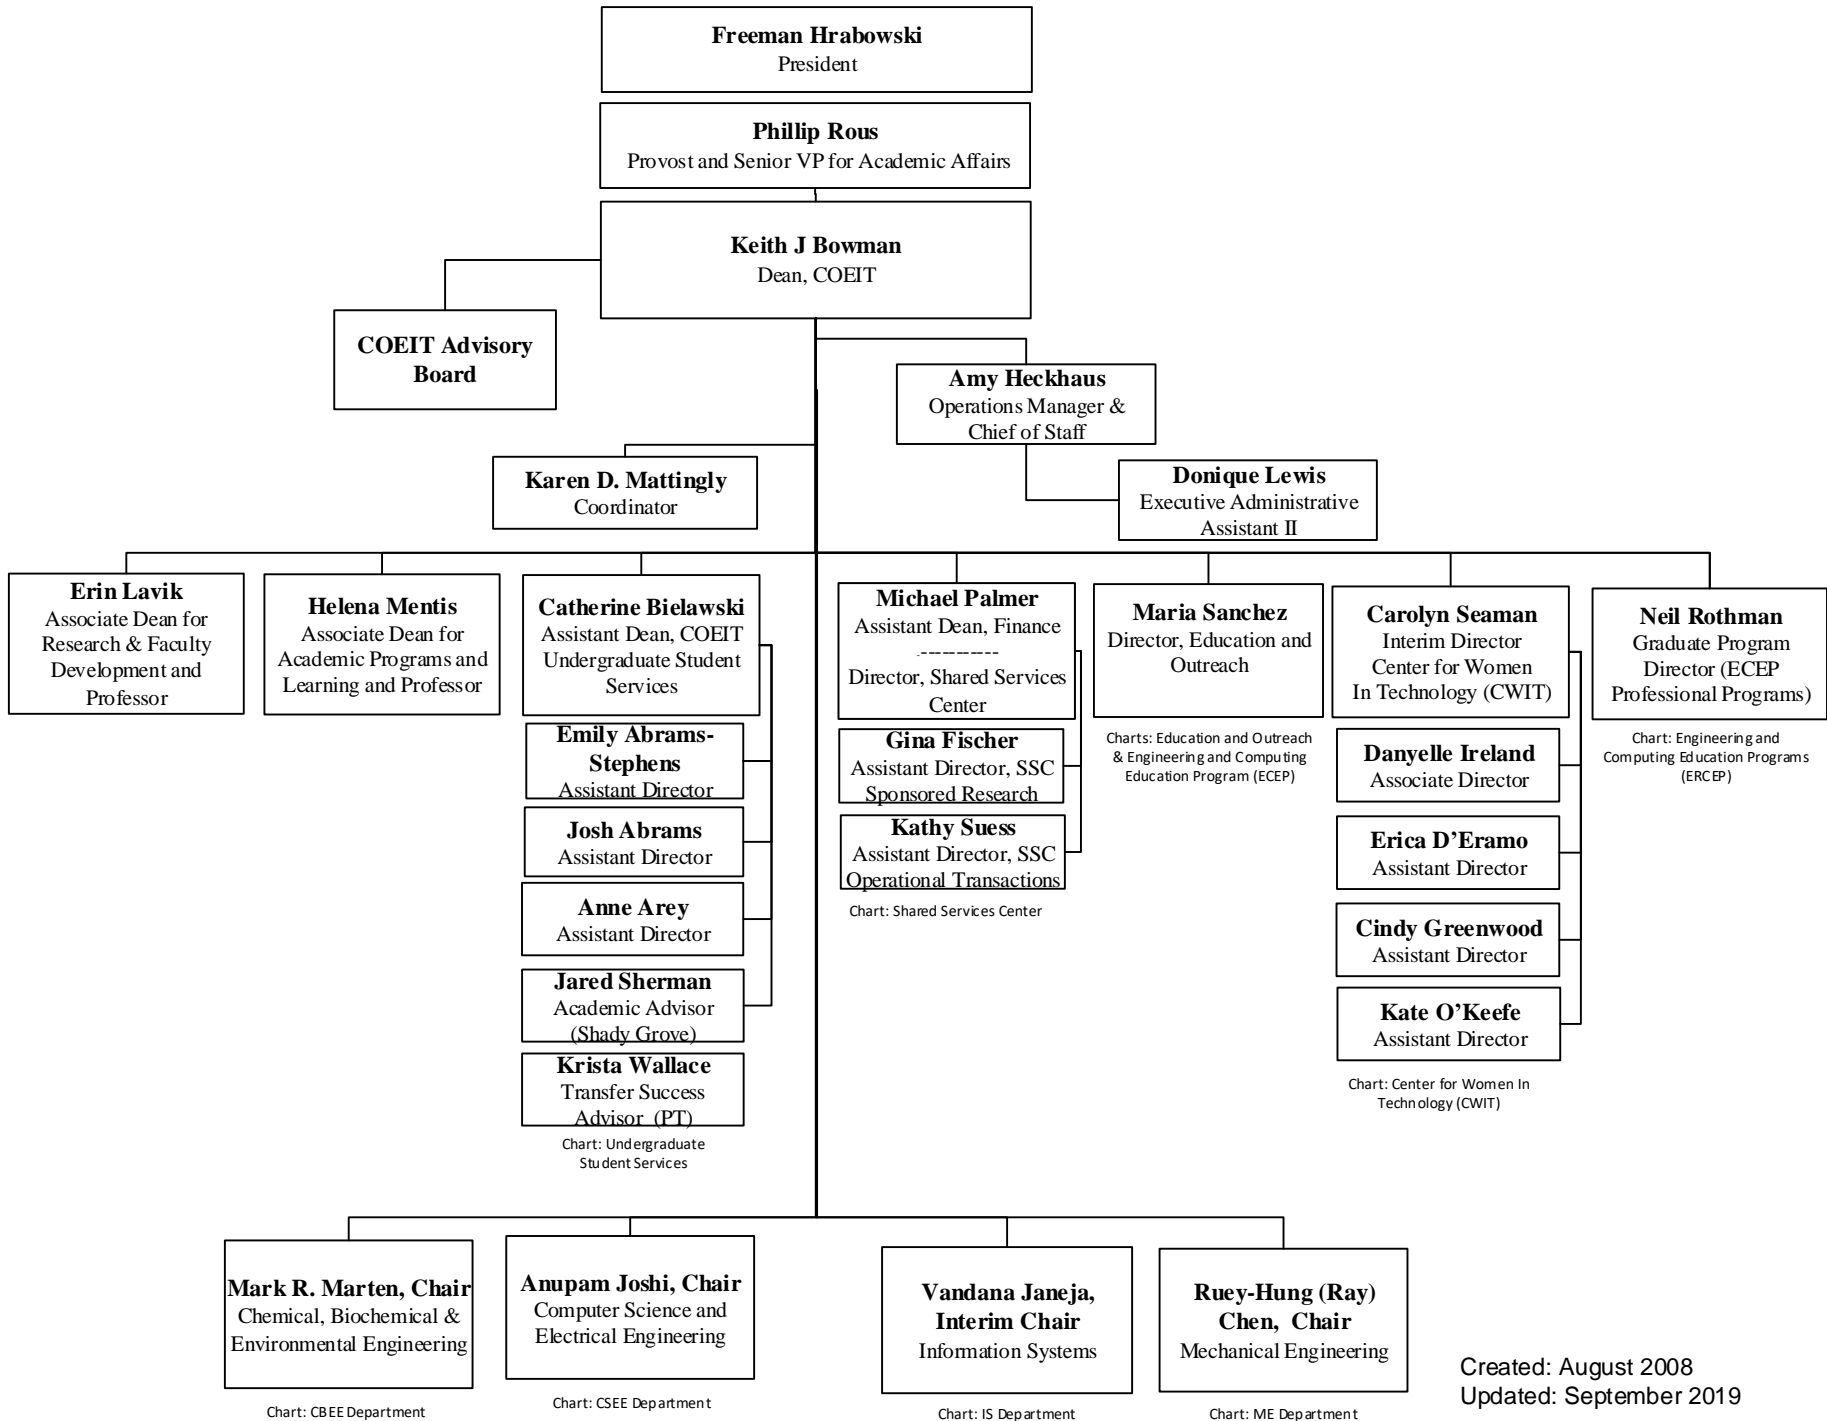 Freeman Hrabowski
President
Phillip Rous
Provost and Senior VP for Academic Affairs
Keith J Bowman
Dean, COEIT
COEIT Advisory
Board
Amy Heckhaus
Operations Manager &
Chief of Staff
Karen D. Mattingly
Coordinator
Donique Lewis
Executive Administrative
Assistant II
Erin Lavik
Associate Dean for
Research & Faculty
Development and
Professor
Helena Mentis
Associate Dean for
Academic Programs and
Learning and Professor
Catherine Bielawski
Assistant Dean, COEIT
Undergraduate Student
Services
Emily Abrams-
Stephens
Assistant Director
Josh Abrams
Assistant Director
Anne Arey
Assistant Director
Jared Sherman
Academic Advisor
(Shady Grove)
Krista Wallace
Transfer Success
Advisor (PT)
Chart: Undergraduate
Student Services
Michael Palmer
Assistant Dean, Finance
.-----------
Director, Shared Services
Center
Gina Fischer
Assistant Director, SSC
Sponsored Research
Kathy Suess
Assistant Director, SSC
Operational Transactions
Chart: Shared Services Center
Maria Sanchez
Director, Education and
Outreach
Charts: Education and Outreach
& Engineering and Computing
Education Program (ECEP)
Carolyn Seaman
Interim Director
Center for Women
In Technology (CWIT)
Danyelle Ireland
Associate Director
Erica D’Eramo
Assistant Director
Cindy Greenwood
Assistant Director
Kate O’Keefe
Assistant Director
Chart: Center for Women In
Technology (CWIT)
Neil Rothman
Graduate Program
Director (ECEP
Professional Programs)
Chart: Engineering and
Computing Education Programs
(ERCEP)
Mark R. Marten, Chair
Chemical, Biochemical &
Environmental Engineering
Chart: CBEE Department
Anupam Joshi, Chair
Computer Science and
Electrical Engineering
Chart: CSEE Department
Vandana Janeja,
Interim Chair
Information Systems
Chart: IS Department
Ruey-Hung (Ray)
Chen, Chair
Mechanical Engineering
Chart: ME Department
Created: August 2008
Updated: September 2019